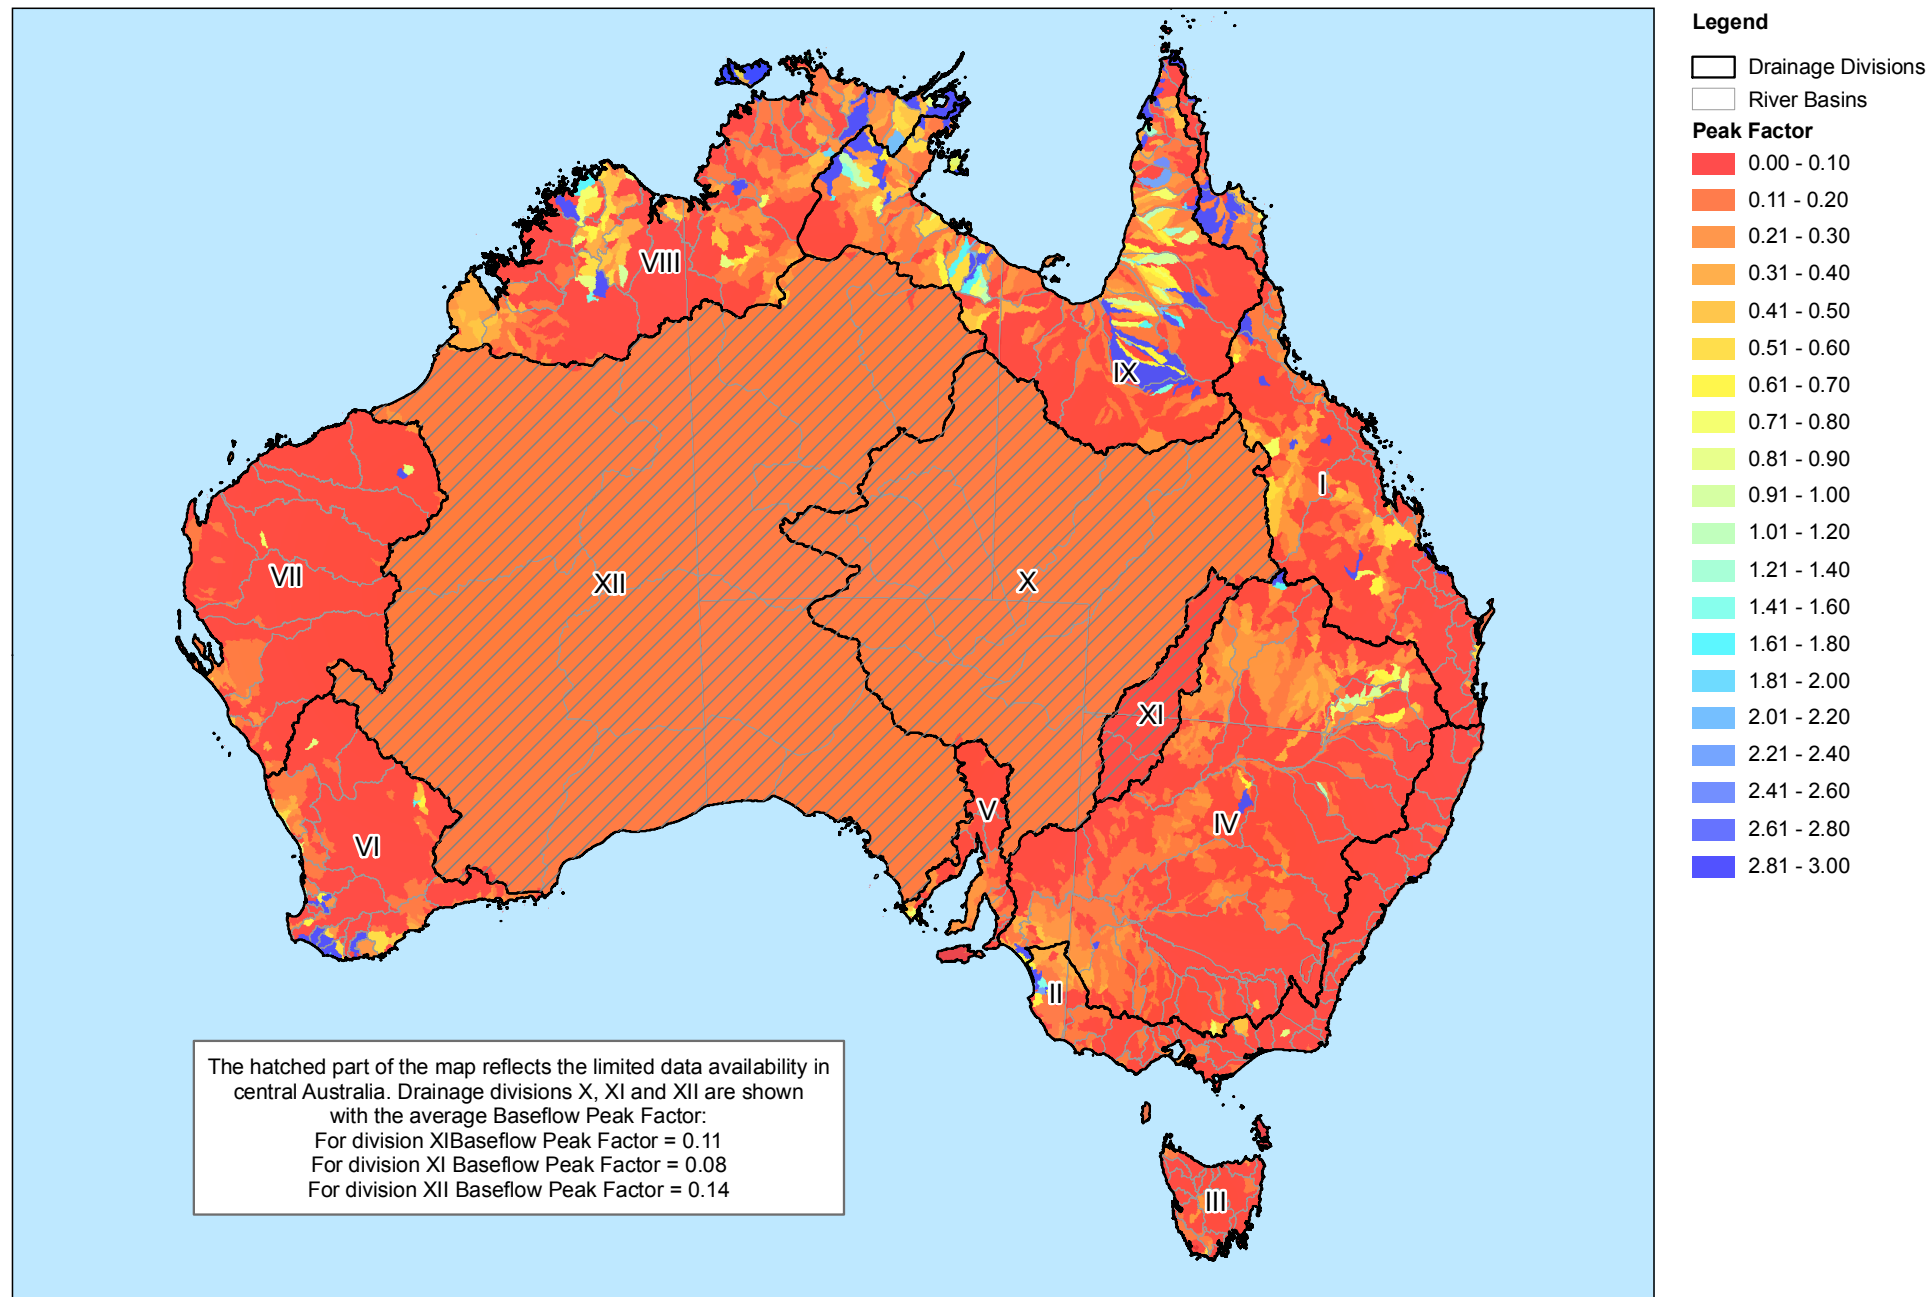 Legend
Drainage Divisions
River Basins
Peak Factor
0.00 - 0.10
0.11 - 0.20
0.21 - 0.30
0.31 - 0.40
0.41 - 0.50
0.51 - 0.60
0.61 - 0.70
0.71 - 0.80
0.81 - 0.90
0.91 - 1.00
1.01 - 1.20
1.21 - 1.40
1.41 - 1.60
1.61 - 1.80
1.81 - 2.00
2.01 - 2.20
2.21 - 2.40
2.41 - 2.60
2.61 - 2.80
2.81 - 3.00
VIII
IX
I
VII
XII
X
XI
V
IV
VI
II
III
The hatched part of the map reflects the limited data availability in
central Australia. Drainage divisions X, XI and XII are shown
with the average Baseflow Peak Factor:
For division XIBaseflow Peak Factor = 0.11
For division XI Baseflow Peak Factor = 0.08
For division XII Baseflow Peak Factor = 0.14